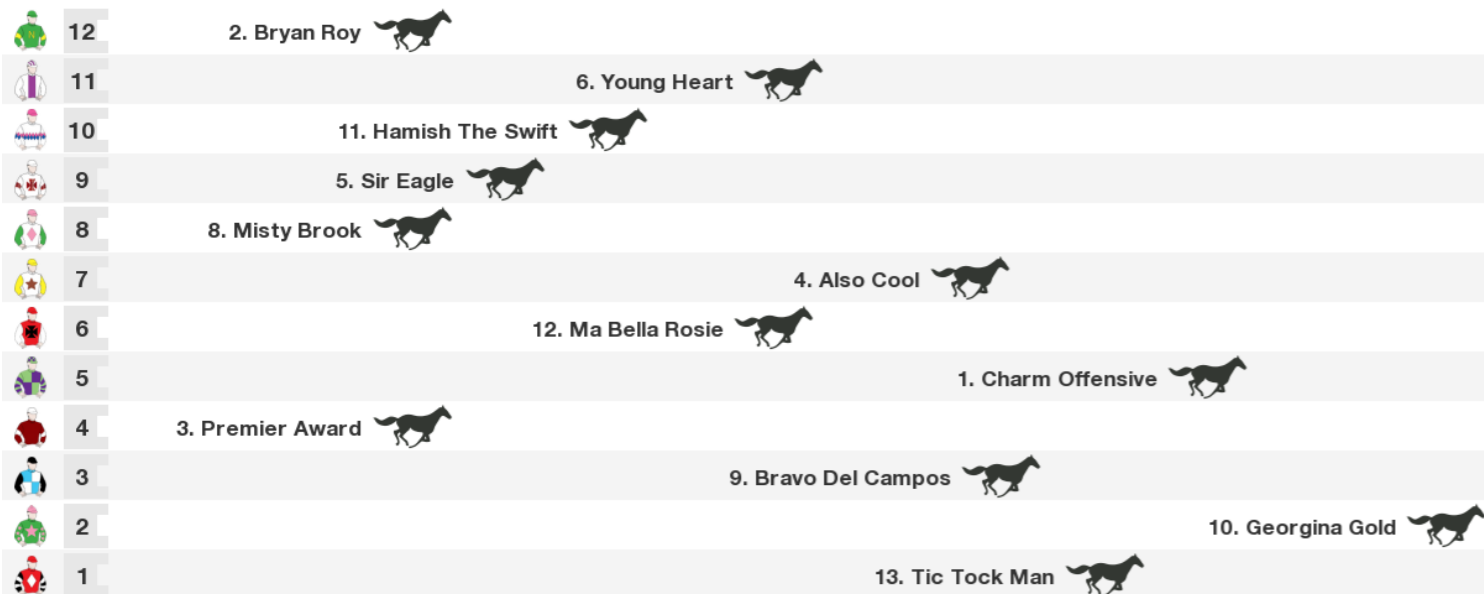 12 2. Bryan Roy
11 6. Young Heart
10 11. Hamish The Swift
9 5. Sir Eagle
8 8. Misty Brook
7 4. Also Cool
6 12. Ma Bella Rosie
5 1. Charm Offensive
4 3. Premier Award
3 9. Bravo Del Campos
2 10. Georgina Gold
1 13. Tic Tock Man